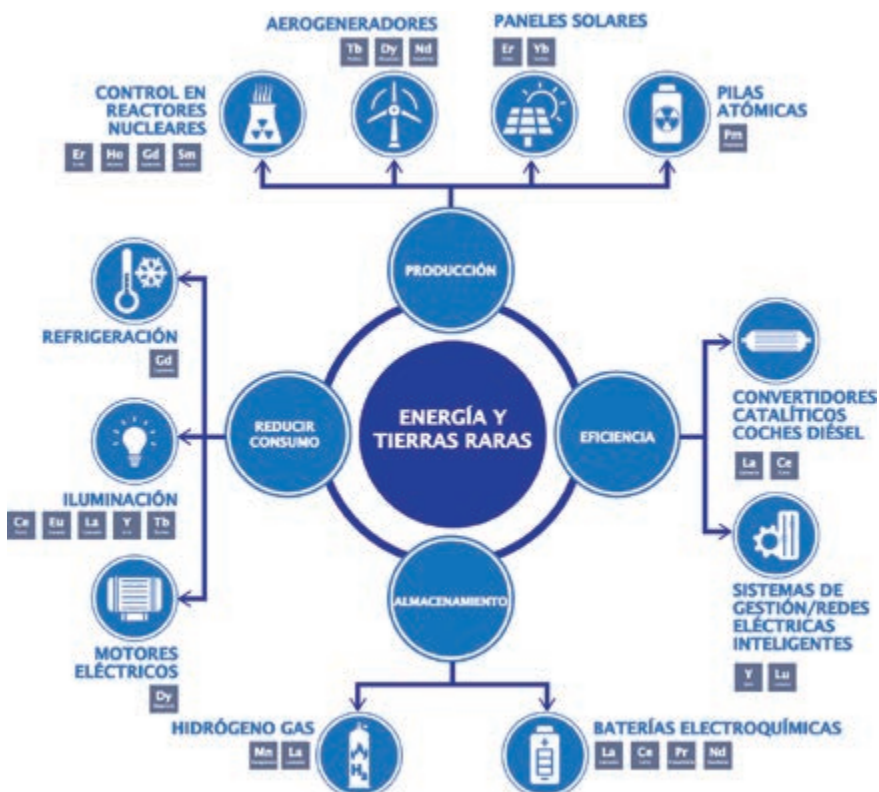 AEROGENERADORES
Tb Dy Nd
PANELES SOLARES
Er Yb
CONTROL EN
REACTORES
NUCLEARES
Er Ho Gd Sm
PILAS
ATÓMICAS
Pm
PRODUCCIÓN
REFRIGERACIÓN
Gd
REDUCIR
CONSUMO
ENERGÍA Y
TIERRAS RARAS
EFICIENCIA
CONVERTIDORES
CATALÍTICOS
COCHES DIÉSEL
La Ce
ILUMINACIÓN
Ce Eu La Y Tb
ALMACENAMIENTO
SISTEMAS DE
GESTIÓN/REDES
ELÉCTRICAS
INTELIGENTES
Y Lu
MOTORES
ELÉCTRICOS
Dy
HIDRÓGENO GAS
Mn La
H₂
BATERÍAS ELECTROQUÍMICAS
La Ce Pr Nd